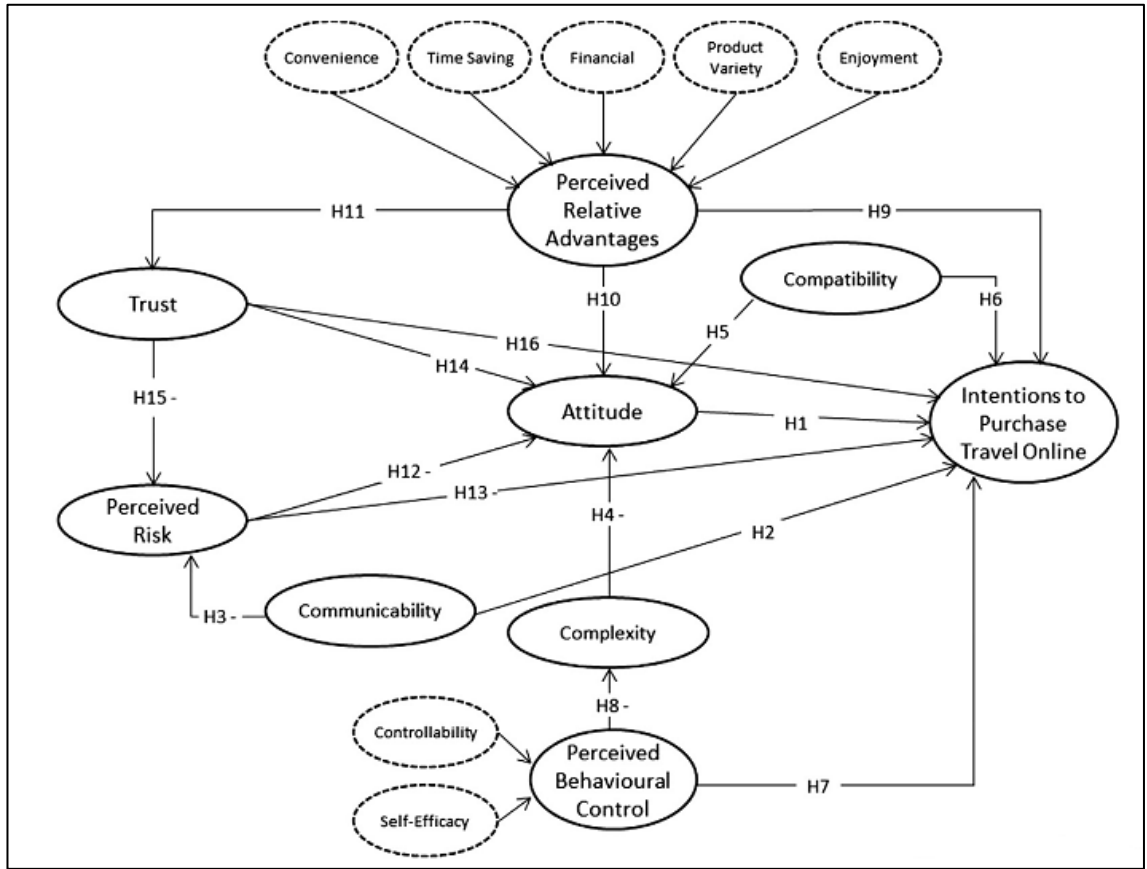 Convenience
Time Saving
Financial
Product
Variety
Enjoyment
Perceived
Relative
Advantages
H11
H9
Trust
H10
Compatibility
H5
H6
H16
H14
H15 -
Attitude
H1
Intentions to
Purchase
Travel Online
H12 -
H13 -
Perceived
Risk
H4 -
H2
H3 -
Communicability
Complexity
H8 -
Controllability
Perceived
Behavioural
Control
H7
Self-Efficacy